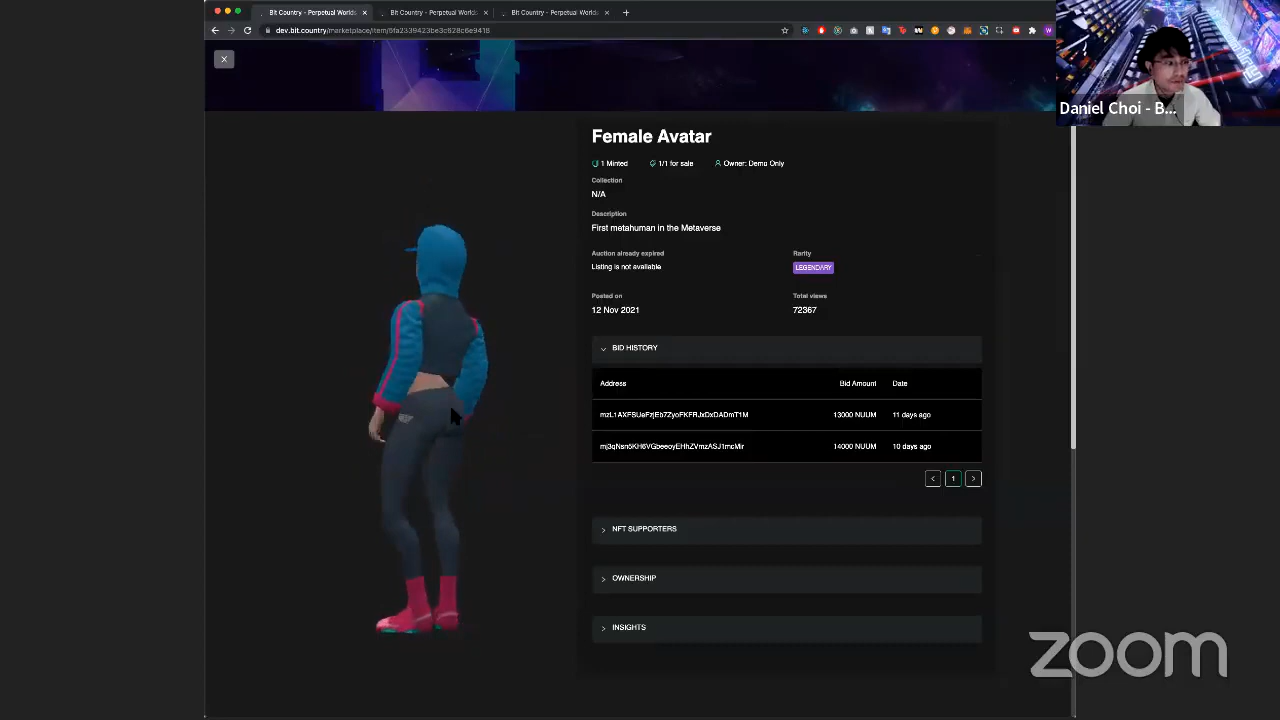 Bit Country - Perpetual Worlds
Bit Country - Perpetual Worlds
Bit Country - Perpetual Worlds
dev.bit.country/marketplace/item/5fa2339423be3c628c6e9418
X
Daniel Choi - B...
Female Avatar
1 Minted
1/1 for sale
Owner: Demo Only
Collection
N/A
Description
First metahuman in the Metaverse
Auction already expired
Rarity
Listing is not available
LEGENDARY
Posted on
Total views
12 Nov 2021
72367
BID HISTORY
Address Bid Amount Date
13000 NUUM 11 days ago
14000 NUUM 10 days ago
< 1 >
NFT SUPPORTERS
OWNERSHIP
INSIGHTS
zoom